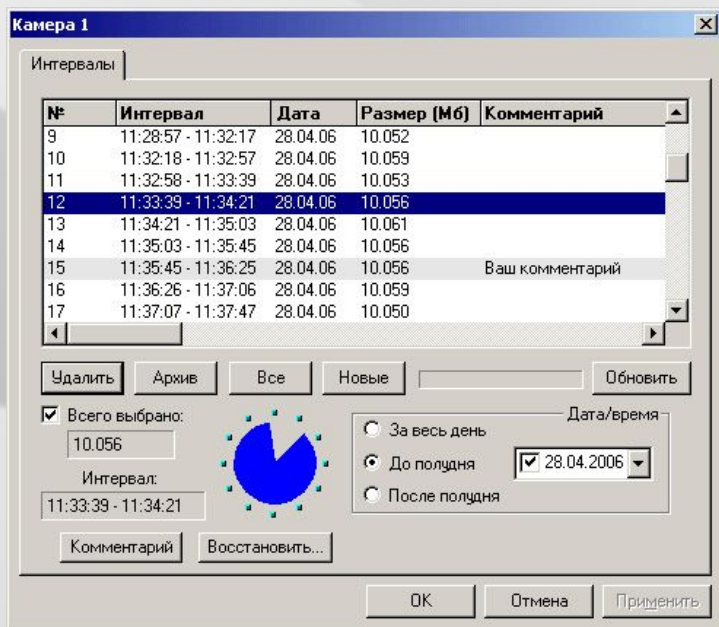 Камера 1
Интервалы
№ Интервал Дата Размер (Мб) Комментарий
9 11:28:57 - 11:32:17 28.04.06 10.052
10 11:32:18 - 11:32:57 28.04.06 10.059
11 11:32:58 - 11:33:39 28.04.06 10.053
12 11:33:39 - 11:34:21 28.04.06 10.056
13 11:34:21 - 11:35:03 28.04.06 10.061
14 11:35:03 - 11:35:45 28.04.06 10.056
15 11:35:45 - 11:36:25 28.04.06 10.056 Ваш комментарий
16 11:36:26 - 11:37:06 28.04.06 10.059
17 11:37:07 - 11:37:47 28.04.06 10.050
Удалить Архив Все Новые Обновить
Всего выбрано:
10.056
Интервал:
11:33:39 - 11:34:21
Дата/время
За весь день
До полудня 28.04.2006
После полудня
Комментарий Восстановить...
OK Отмена Применить